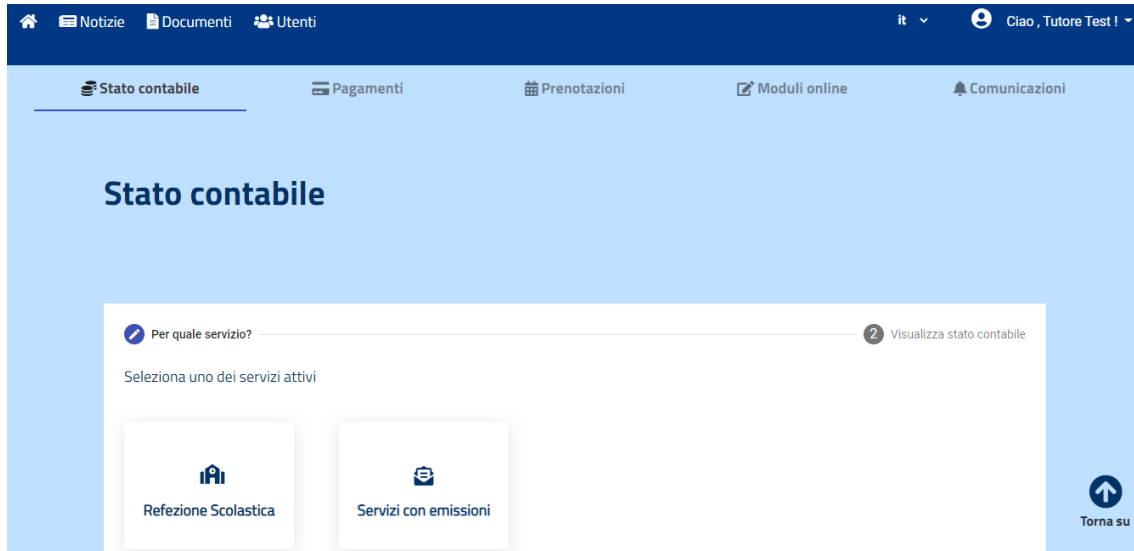 Notizie Documenti Utenti it Ciao , Tutore Test !
Stato contabile Pagamenti Prenotazioni Moduli online Comunicazioni
Stato contabile
Per quale servizio? 2 Visualizza stato contabile
Seleziona uno dei servizi attivi
Refezione Scolastica Servizi con emissioni
Torna su